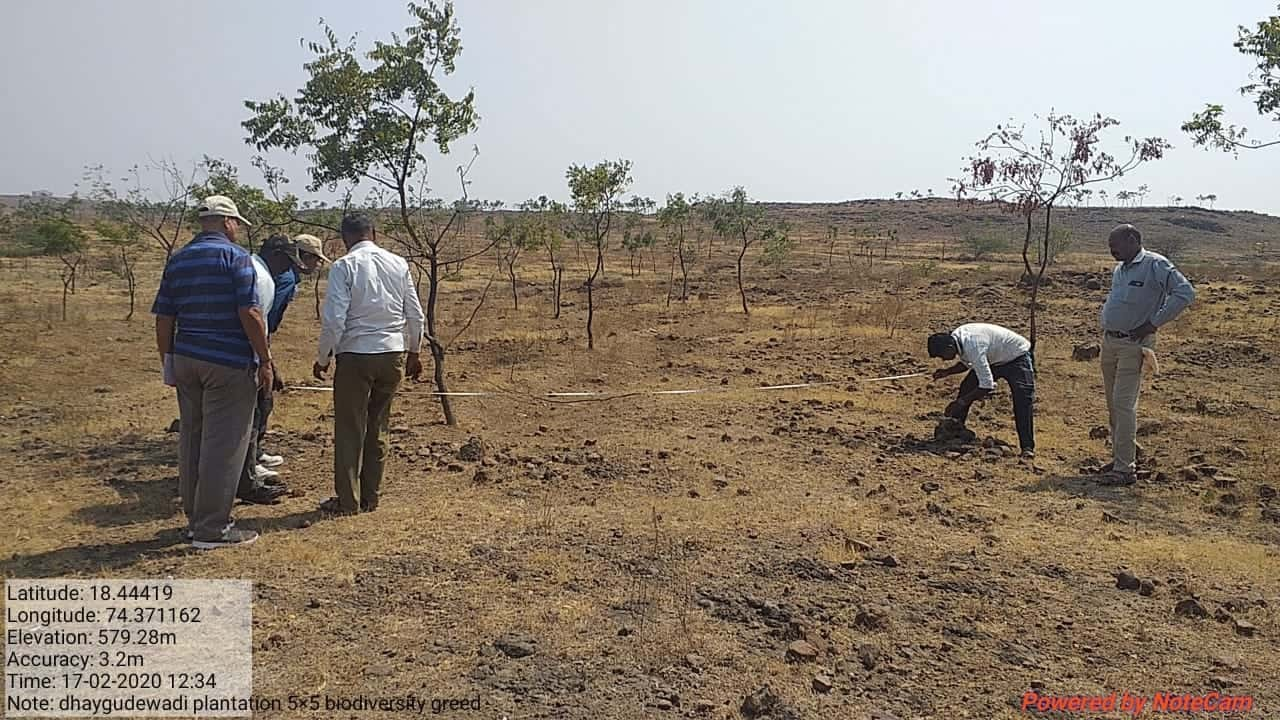 Latitude: 18.44419
Longitude: 74.371162
Elevation: 579.28m
Accuracy: 3.2m
Time: 17-02-2020 12:34
Note: dhaygudewadi plantation 5×5 biodiversity greed
Powered by NoteCam